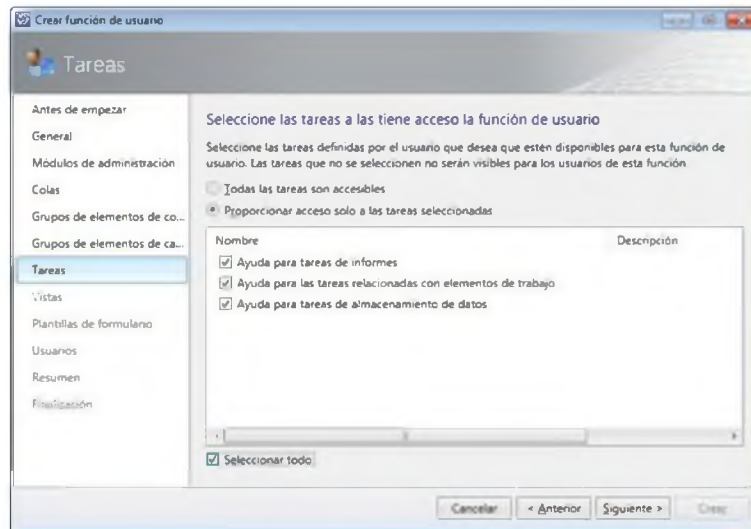 Crear función de usuario
Tareas
Antes de empezar
General
Módulos de administración
Colas
Grupos de elementos de co...
Grupos de elementos de ca...
Tareas
Vistas
Plantillas de formulario
Usuarios
Resumen
Finalización
Seleccione las tareas a las tiene acceso la función de usuario
Seleccione las tareas definidas por el usuario que desea que estén disponibles para esta función de
usuario. Las tareas que no se seleccionen no serán visibles para los usuarios de esta función.
Todas las tareas son accesibles
Proporcionar acceso solo a las tareas seleccionadas
Nombre Descripción
Ayuda para tareas de informes
Ayuda para las tareas relacionadas con elementos de trabajo
Ayuda para tareas de almacenamiento de datos
Seleccionar todo
Cancelar < Anterior Siguiente > Crear